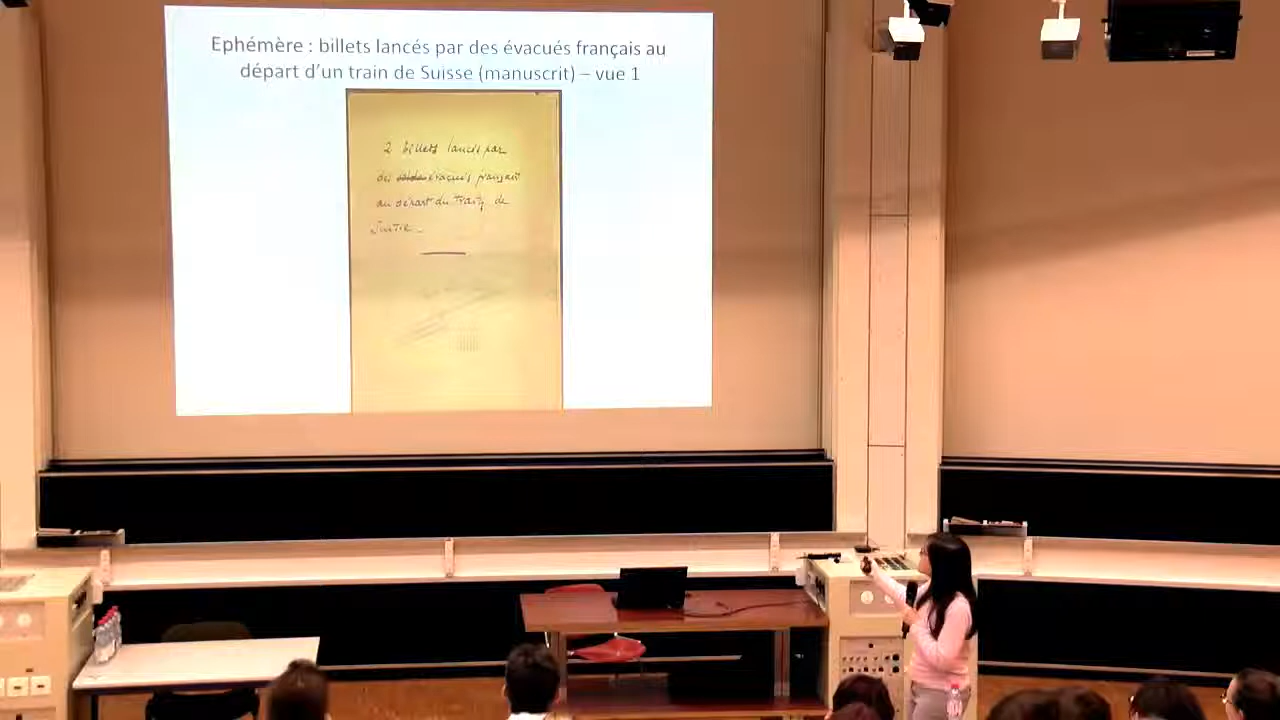 Ephémère : billets lancés par des évacués français au
départ d'un train de Suisse (manuscrit) – vue 1
2 billets lancés par
des évacués français
au départ du train de
Suisse.